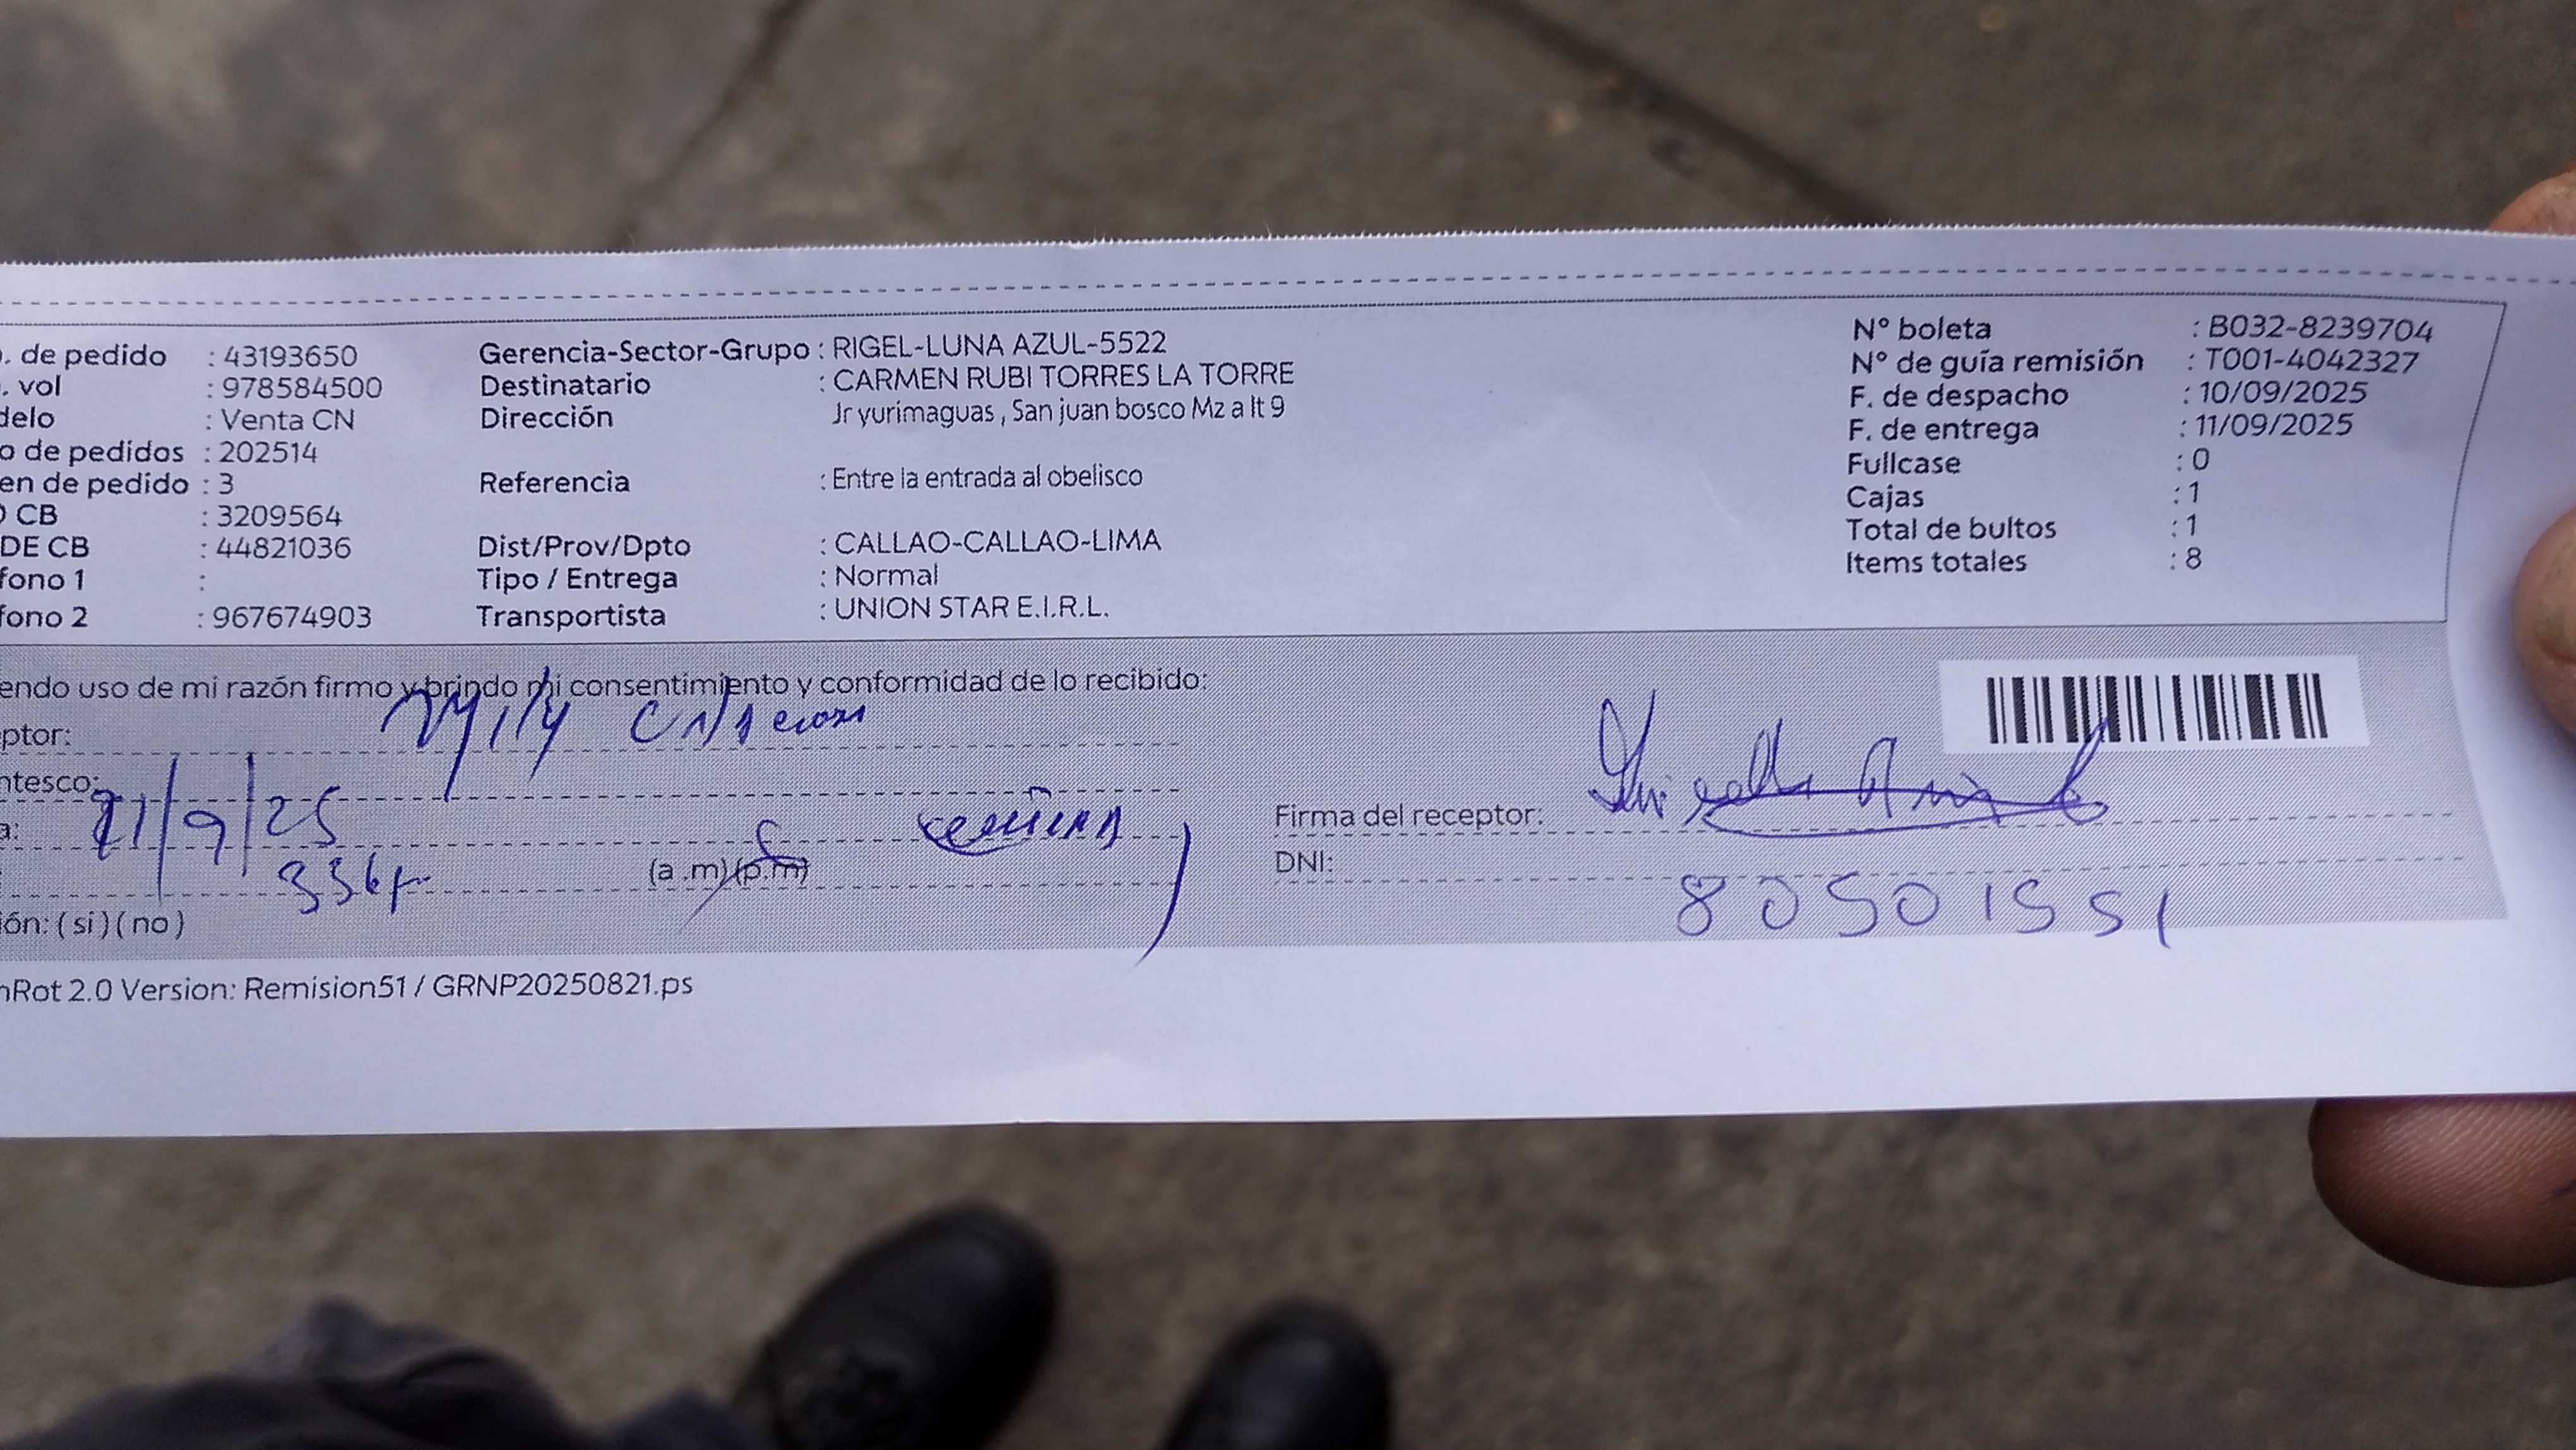 . de pedido : 43193650 Gerencia-Sector-Grupo : RIGEL-LUNA AZUL-5522 N° boleta : B032-8239704
. vol : 978584500 Destinatario : CARMEN RUBI TORRES LA TORRE N° de guía remisión : T001-4042327
delo : Venta CN Dirección Jr yurimaguas , San juan bosco Mz a lt 9 F. de despacho : 10/09/2025
o de pedidos : 202514 F. de entrega : 11/09/2025
en de pedido : 3 Referencia : Entre la entrada al obelisco Fullcase : 0
CB : 3209564 Cajas : 1
DE CB : 44821036 Dist/Prov/Dpto : CALLAO-CALLAO-LIMA Total de bultos : 1
fono 1 : Tipo / Entrega : Normal Items totales : 8
fono 2 : 967674903 Transportista : UNION STAR E.I.R.L.
endo uso de mi razón firmo y brindo mi consentimiento y conformidad de lo recibido:
ptor:
ntesco:
a: /9/25 Firma del receptor:
(a.m)(p.m) DNI: 80501551
ión: (si)(no)
nRot 2.0 Version: Remision51 / GRNP20250821.ps